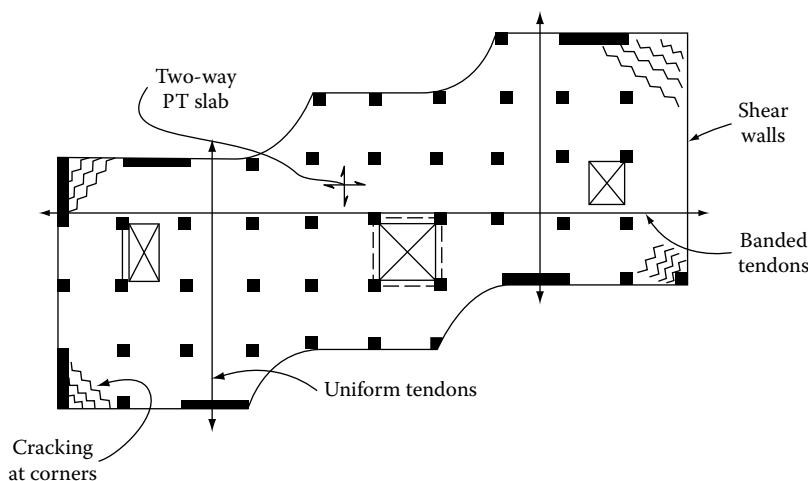 Two-way
PT slab
Shear
walls
Banded
tendons
Uniform tendons
Cracking
at corners